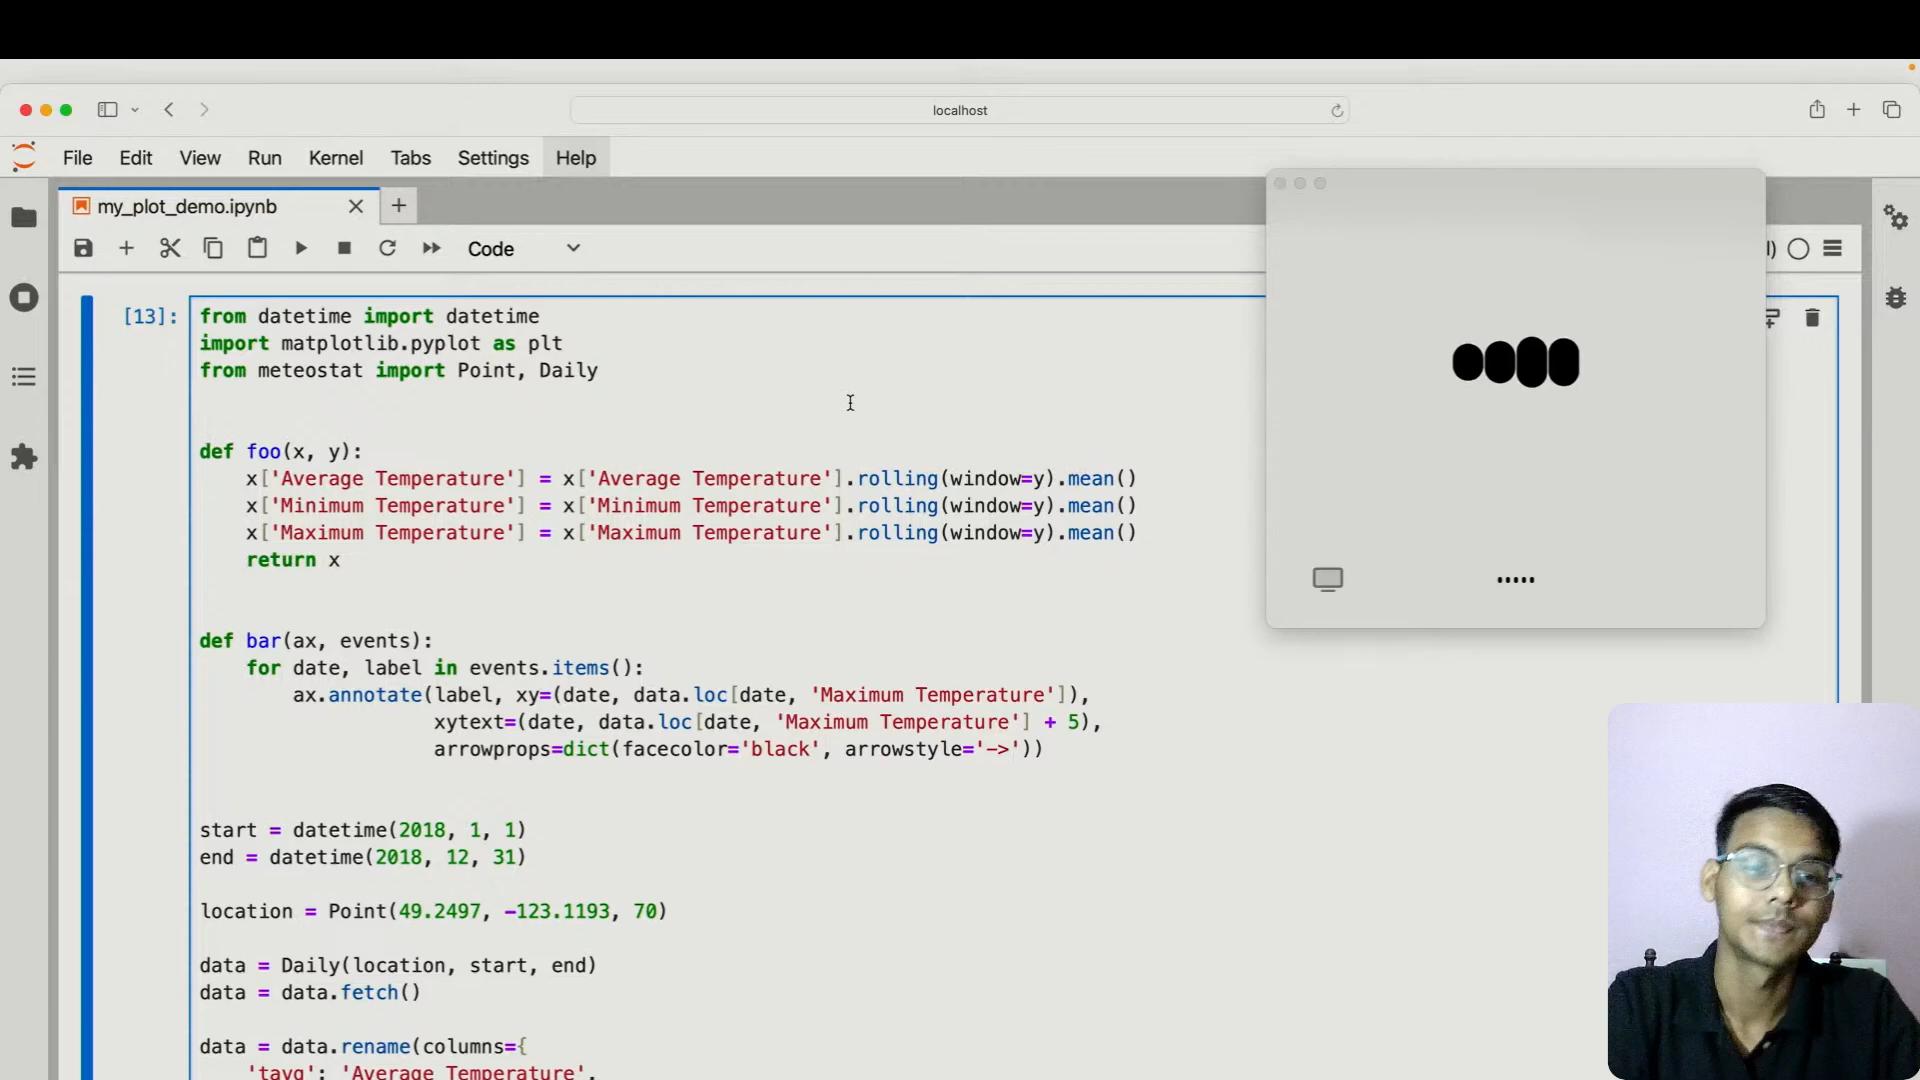 localhost
File Edit View Run Kernel Tabs Settings Help
my_plot_demo.ipynb
Code
[13]:
from datetime import datetime
import matplotlib.pyplot as plt
from meteostat import Point, Daily
def foo(x, y):
x['Average Temperature'] = x['Average Temperature'].rolling(window=y).mean()
x['Minimum Temperature'] = x['Minimum Temperature'].rolling(window=y).mean()
x['Maximum Temperature'] = x['Maximum Temperature'].rolling(window=y).mean()
return x
def bar(ax, events):
for date, label in events.items():
ax.annotate(label, xy=(date, data.loc[date, 'Maximum Temperature']),
xytext=(date, data.loc[date, 'Maximum Temperature'] + 5),
arrowprops=dict(facecolor='black', arrowstyle='->'))
start = datetime(2018, 1, 1)
end = datetime(2018, 12, 31)
location = Point(49.2497, -123.1193, 70)
data = Daily(location, start, end)
data = data.fetch()
data = data.rename(columns={
'tavg': 'Average Temperature',